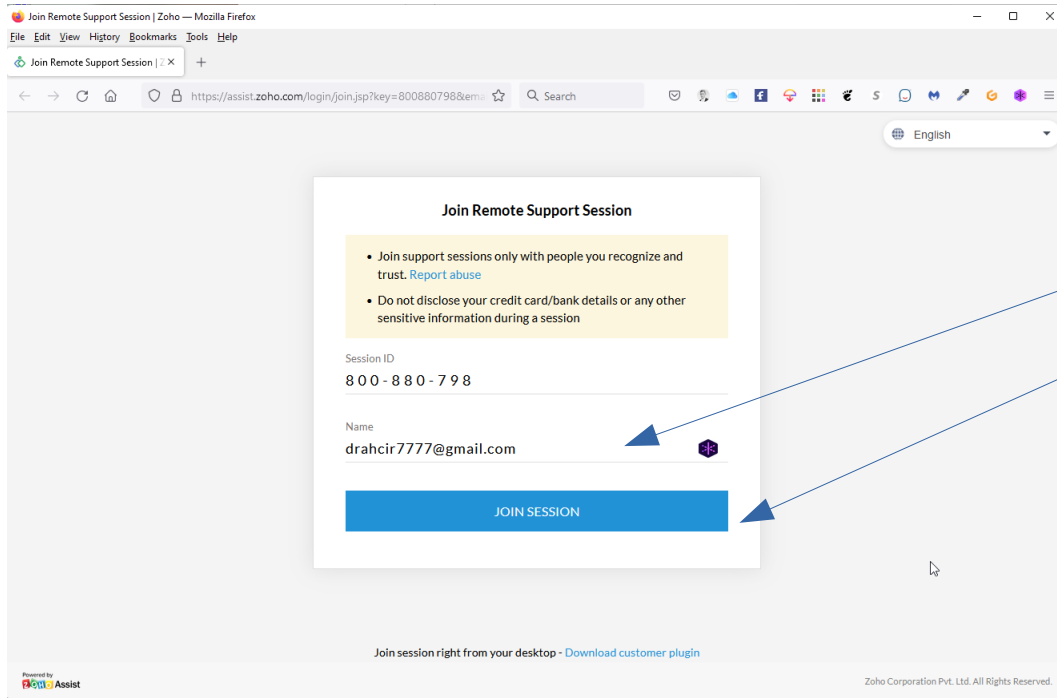 Join Remote Support Session | Zoho — Mozilla Firefox
File Edit View History Bookmarks Tools Help
Join Remote Support Session | Z
https://assist.zoho.com/login/join.jsp?key=800880798&ema
Search
English
Join Remote Support Session
• Join support sessions only with people you recognize and
trust. Report abuse
• Do not disclose your credit card/bank details or any other
sensitive information during a session
Session ID
800-880-798
Name
drahcir7777@gmail.com
JOIN SESSION
Join session right from your desktop - Download customer plugin
Powered by
ZOHO Assist
Zoho Corporation Pvt. Ltd. All Rights Reserved.